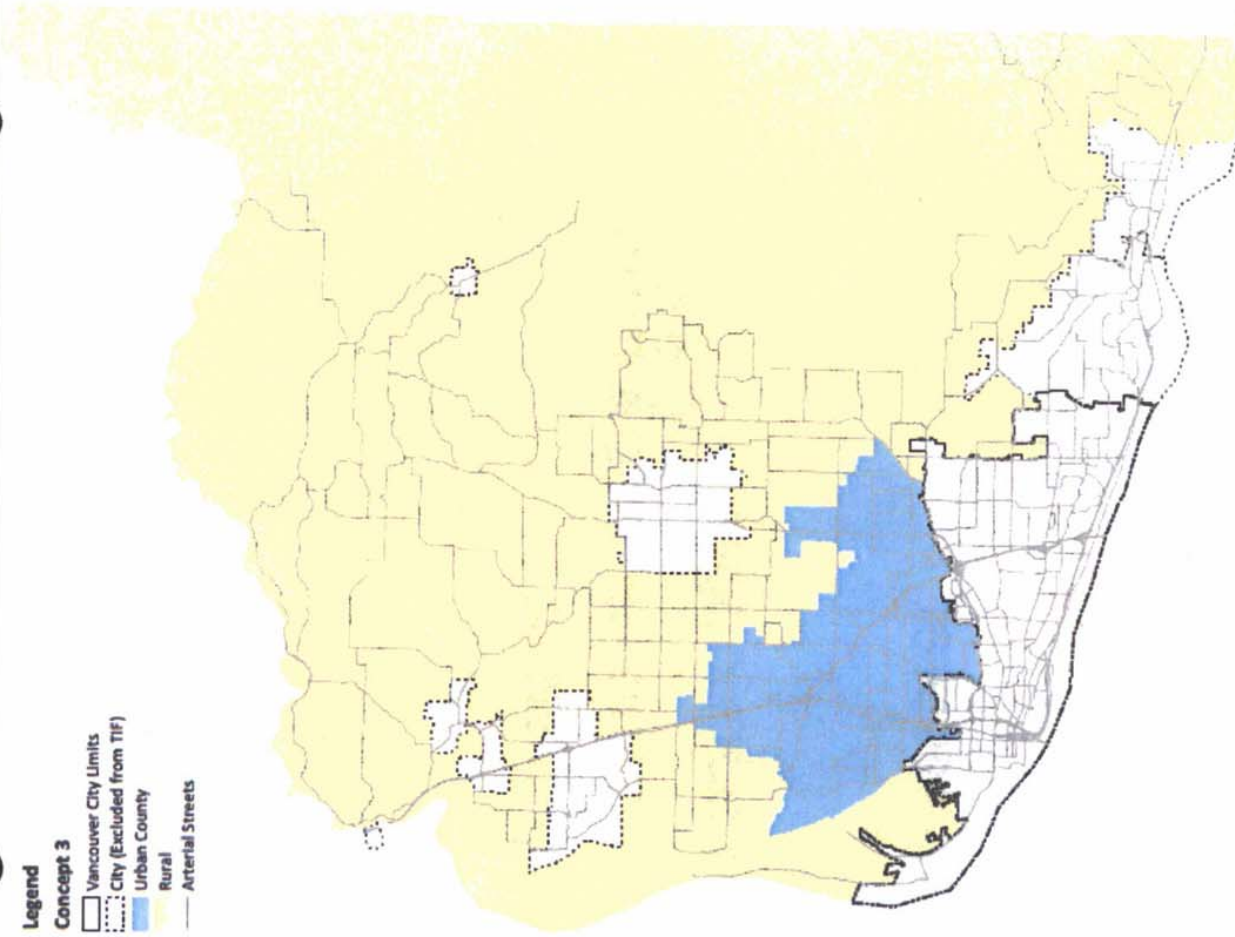 Legend
Concept 3
Vancouver City Limits
City (Excluded from TIF)
Urban County
Rural
Arterial Streets